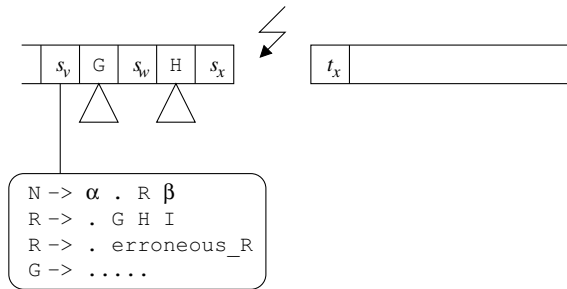 s_v G s_w H s_x t_x
N -> α . R β
R -> . G H I
R -> . erroneous_R
G -> .....